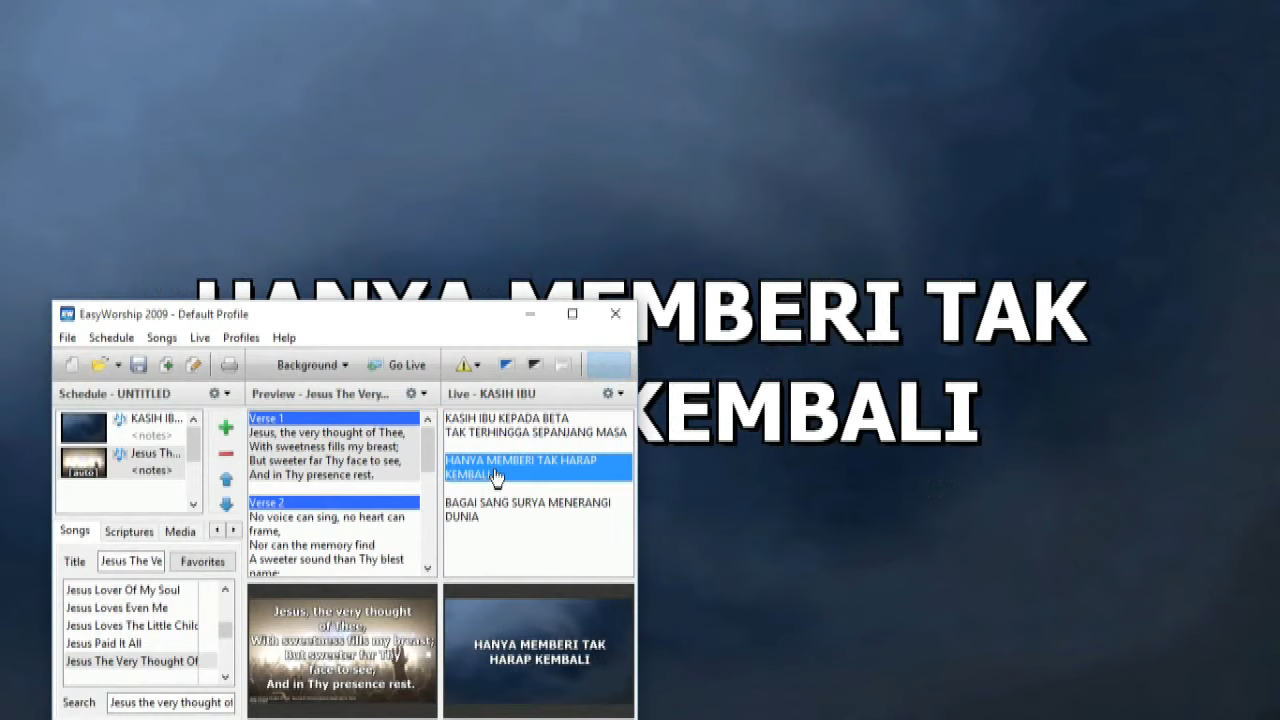 HANYA MEMBERI TAK
KEMBALI
EasyWorship 2009 - Default Profile
File Schedule Songs Live Profiles Help
Background Go Live
Schedule - UNTITLED
KASIH IB...
<notes>
Jesus Th...
<notes>
[auto]
Songs Scriptures Media
Title Jesus The Ve Favorites
Jesus Lover Of My Soul
Jesus Loves Even Me
Jesus Loves The Little Chilc
Jesus Paid It All
Jesus The Very Thought Of
Search Jesus the very thought of
Preview - Jesus The Very...
Verse 1
Jesus, the very thought of Thee,
With sweetness fills my breast;
But sweeter far Thy face to see,
And in Thy presence rest.
Verse 2
No voice can sing, no heart can
frame,
Nor can the memory find
A sweeter sound than Thy blest
name;
Jesus, the very thought
of Thee,
With sweetness fills my breast;
But sweeter far Thy
face to see,
And in Thy presence rest.
Live - KASIH IBU
KASIH IBU KEPADA BETA
TAK TERHINGGA SEPANJANG MASA
HANYA MEMBERI TAK HARAP
KEMBALI
BAGAI SANG SURYA MENERANGI
DUNIA
HANYA MEMBERI TAK
HARAP KEMBALI